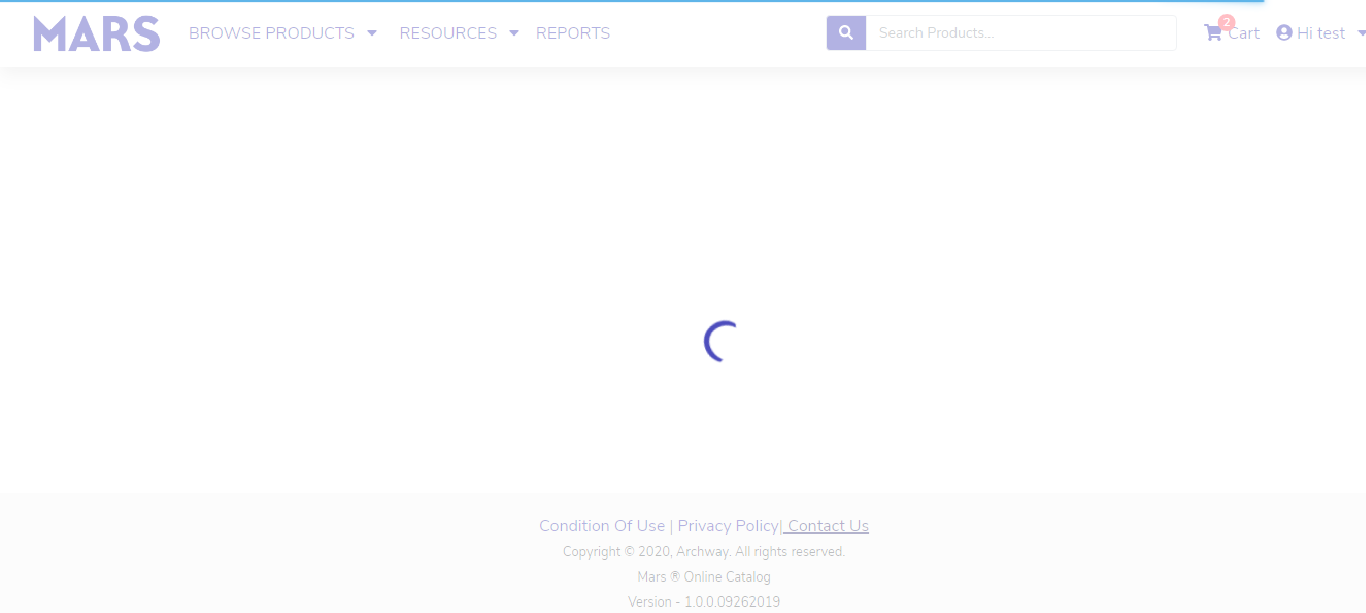 MARS BROWSE PRODUCTS RESOURCES REPORTS Search Products... 2 Cart Hi test
Condition Of Use | Privacy Policy| Contact Us
Copyright © 2020, Archway. All rights reserved.
Mars ® Online Catalog
Version - 1.0.0.09262019